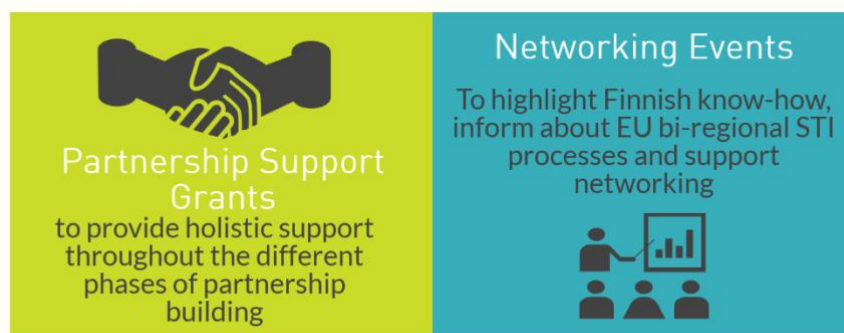 Partnership Support
Grants
to provide holistic support
throughout the different
phases of partnership
building
Networking Events
To highlight Finnish know-how,
inform about EU bi-regional STI
processes and support
networking